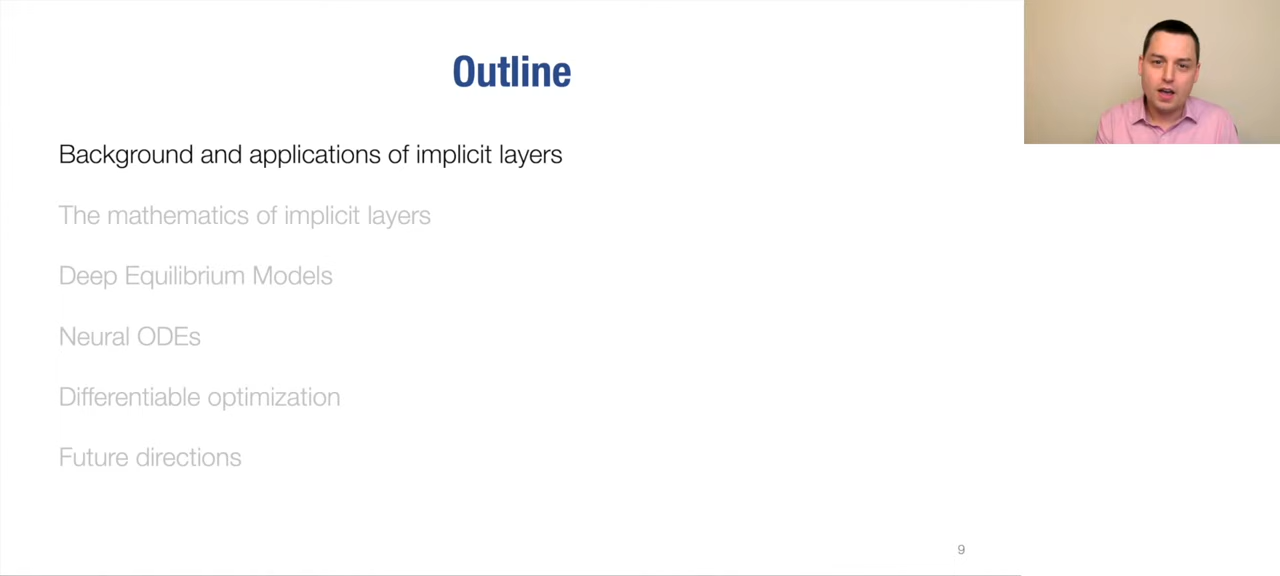 Outline
Background and applications of implicit layers
The mathematics of implicit layers
Deep Equilibrium Models
Neural ODEs
Differentiable optimization
Future directions
9